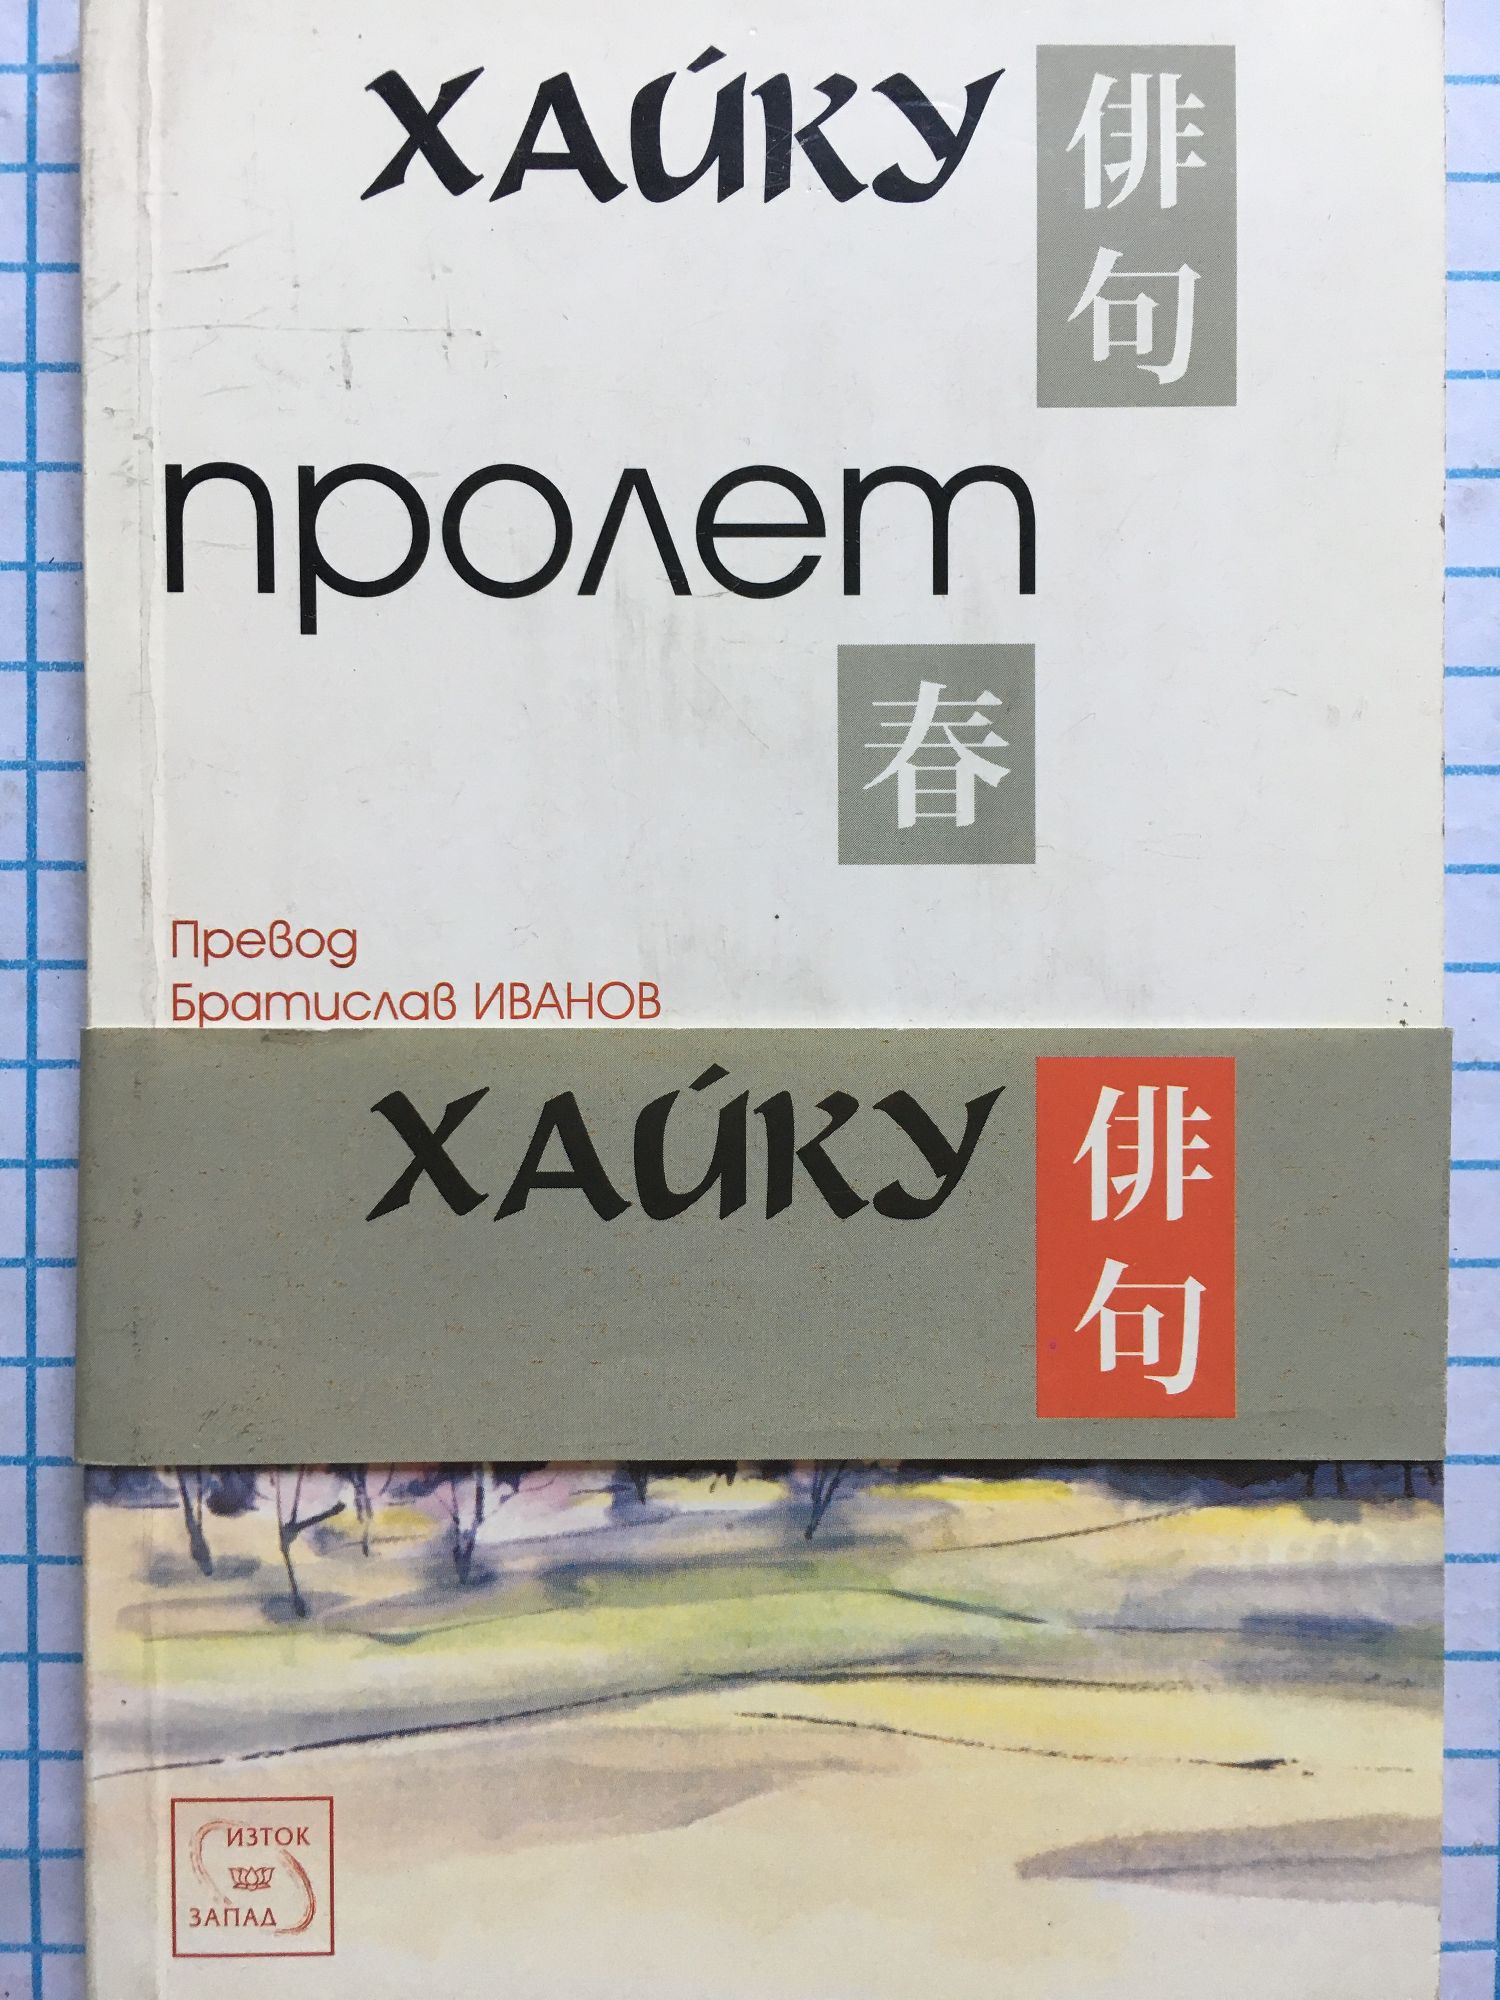 ХАЙКУ 俳句
пролет
春
Превод
Братислав ИВАНОВ
ХАЙКУ 俳句
ИЗТОК
ЗАПАД